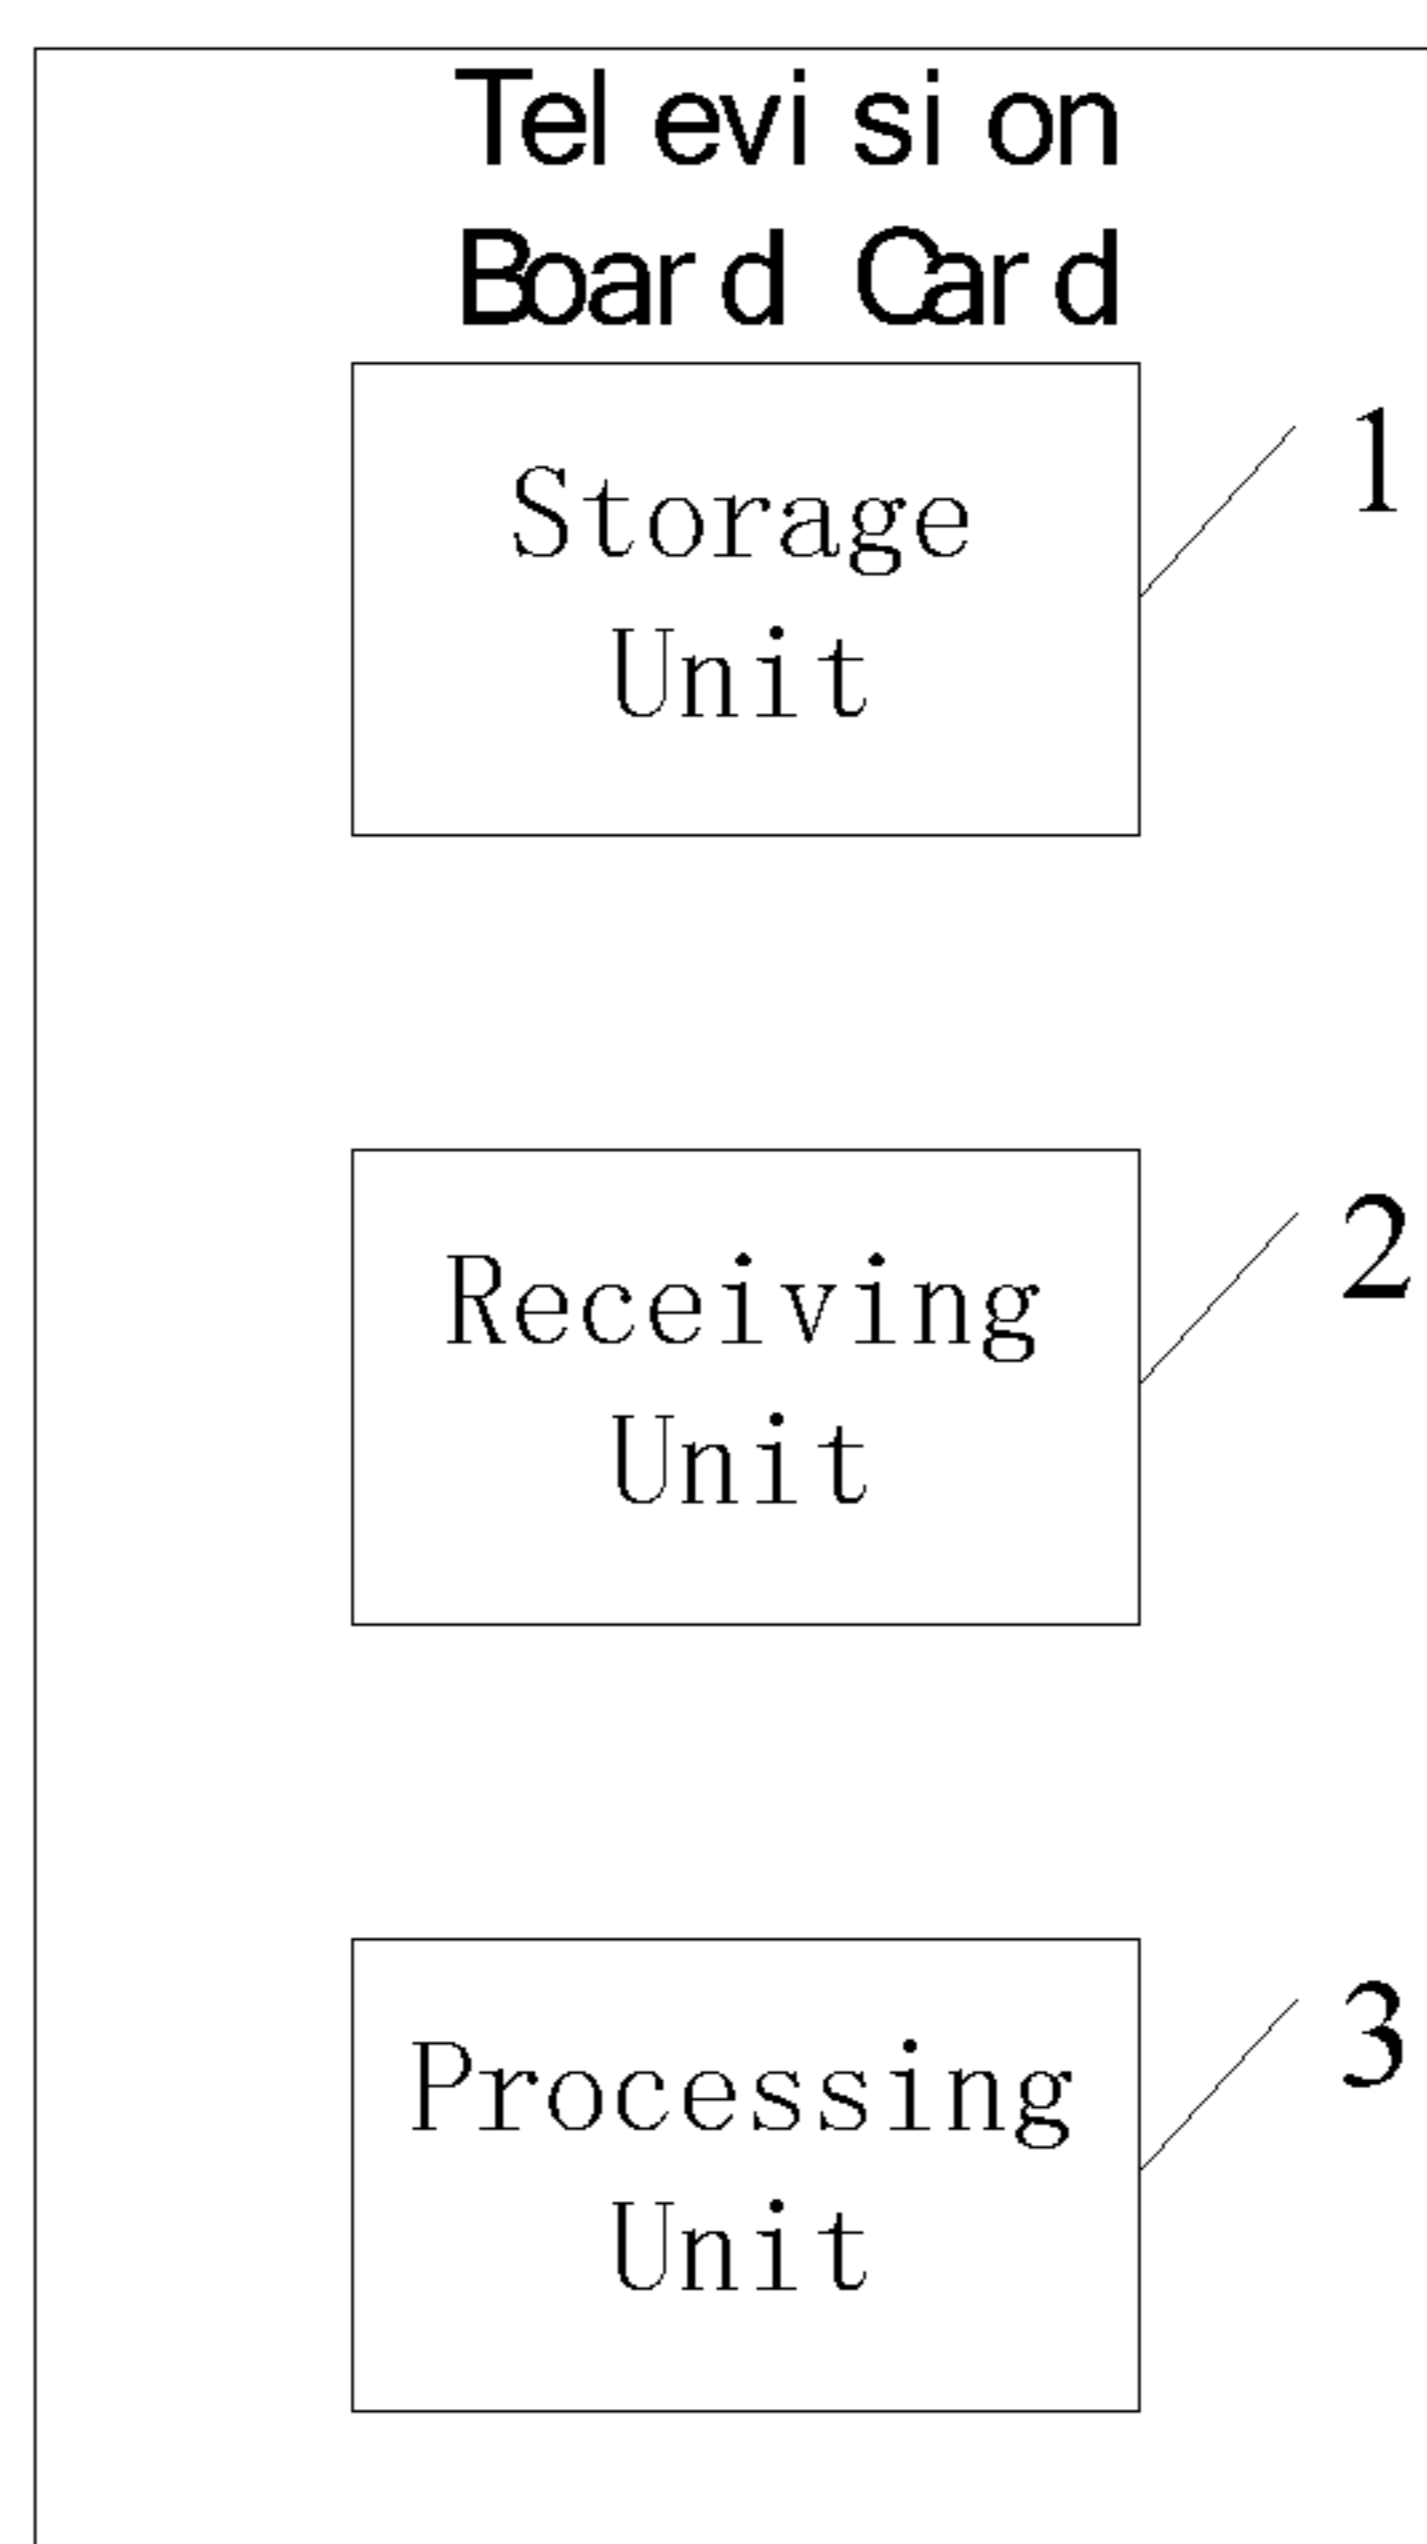 Television
Board Card
Storage
Unit
1
Receiving
Unit
2
Processing
Unit
3